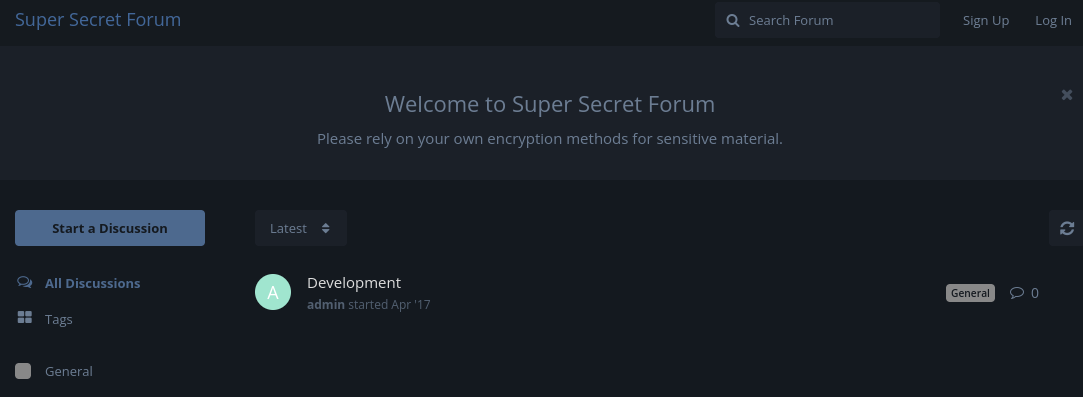 Super Secret Forum
Search Forum
Sign Up
Log In
Welcome to Super Secret Forum
Please rely on your own encryption methods for sensitive material.
Start a Discussion
Latest
All Discussions
Tags
General
A
Development
admin started Apr '17
General
0